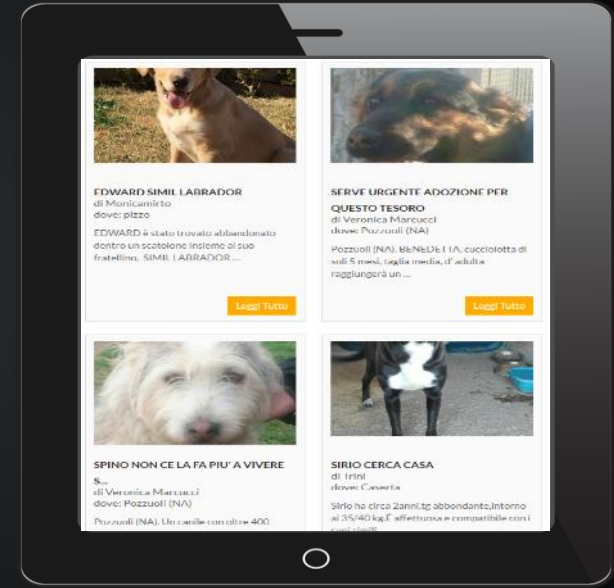 EDWARD SIMIL LABRADOR
di Monicamirto
dove: pizzo
EDWARD è stato trovato abbandonato
dentro un scatolone insieme al suo
fratellino, SIMIL LABRADOR ...
Leggi Tutto
SERVE URGENTE ADOZIONE PER
QUESTO TESORO
di Veronica Marcucci
dove: Pozzuoli (NA)
Pozzuoli (NA). BENEDETTA, cucciolotta di
soli 5 mesi, taglia media, d' adulta
raggiungerà un ...
Leggi Tutto
SPINO NON CE LA FA PIU' A VIVERE
S...
di Veronica Marcucci
dove: Pozzuoli (NA)
Pozzuoli (NA). Un canile con oltre 400
SIRIO CERCA CASA
di Trini
dove: Caserta
Sirio ha circa 2anni,tg abbondante,intorno
ai 35/40 kg.È affettuosa e compatibile con i